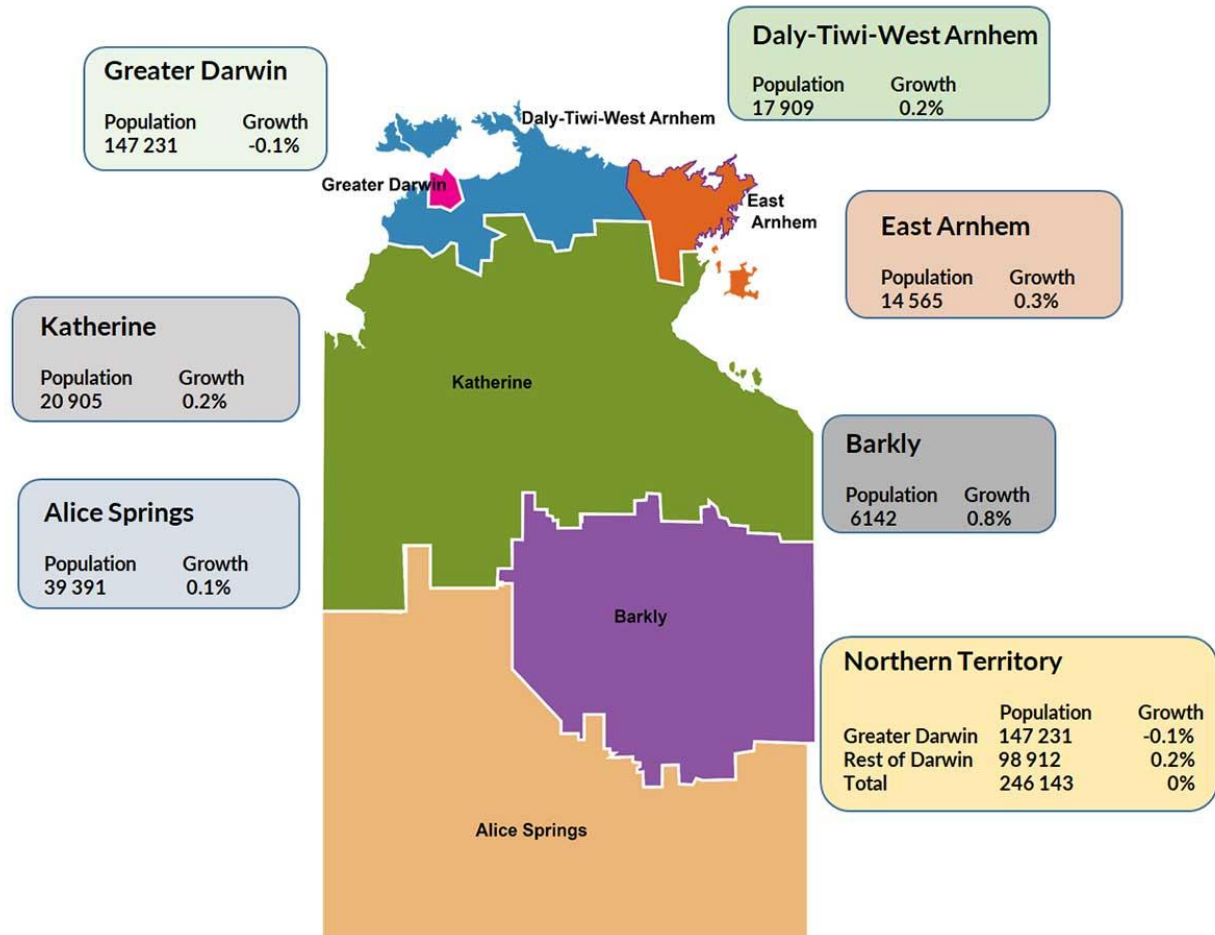 Daly-Tiwi-West Arnhem
Population Growth
17 909 0.2%
Greater Darwin
Population Growth
147 231 -0.1%
Daly-Tiwi-West Arnhem
Greater Darwin
East
Arnhem
East Arnhem
Population Growth
14 565 0.3%
Katherine
Population Growth
20 905 0.2%
Katherine
Barkly
Population Growth
6142 0.8%
Alice Springs
Population Growth
39 391 0.1%
Barkly
Northern Territory
Population Growth
Greater Darwin 147 231 -0.1%
Rest of Darwin 98 912 0.2%
Total 246 143 0%
Alice Springs